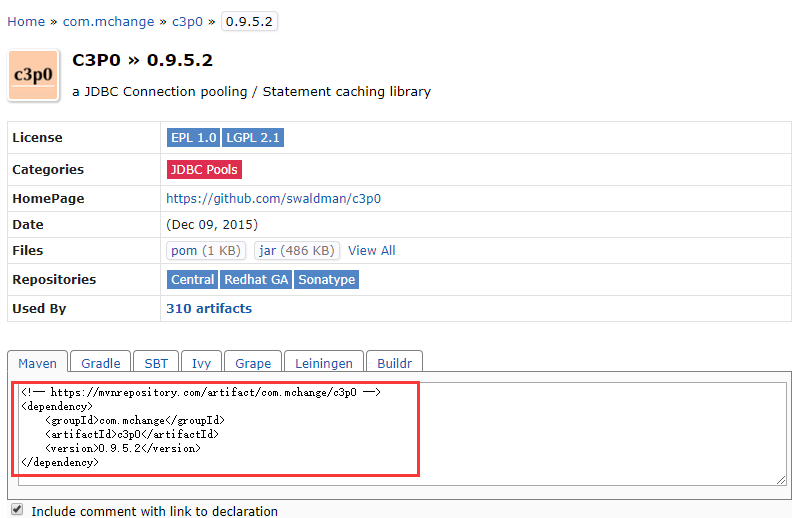 Home » com.mchange » c3p0 » 0.9.5.2
c3p0
C3P0 » 0.9.5.2
a JDBC Connection pooling / Statement caching library
License EPL 1.0 LGPL 2.1
Categories JDBC Pools
HomePage https://github.com/swaldman/c3p0
Date (Dec 09, 2015)
Files pom (1 KB) jar (486 KB) View All
Repositories Central Redhat GA Sonatype
Used By 310 artifacts
Maven Gradle SBT Ivy Grape Leiningen Buildr
<!-- https://mvnrepository.com/artifact/com.mchange/c3p0 -->
<dependency>
    <groupId>com.mchange</groupId>
    <artifactId>c3p0</artifactId>
    <version>0.9.5.2</version>
</dependency>
Include comment with link to declaration